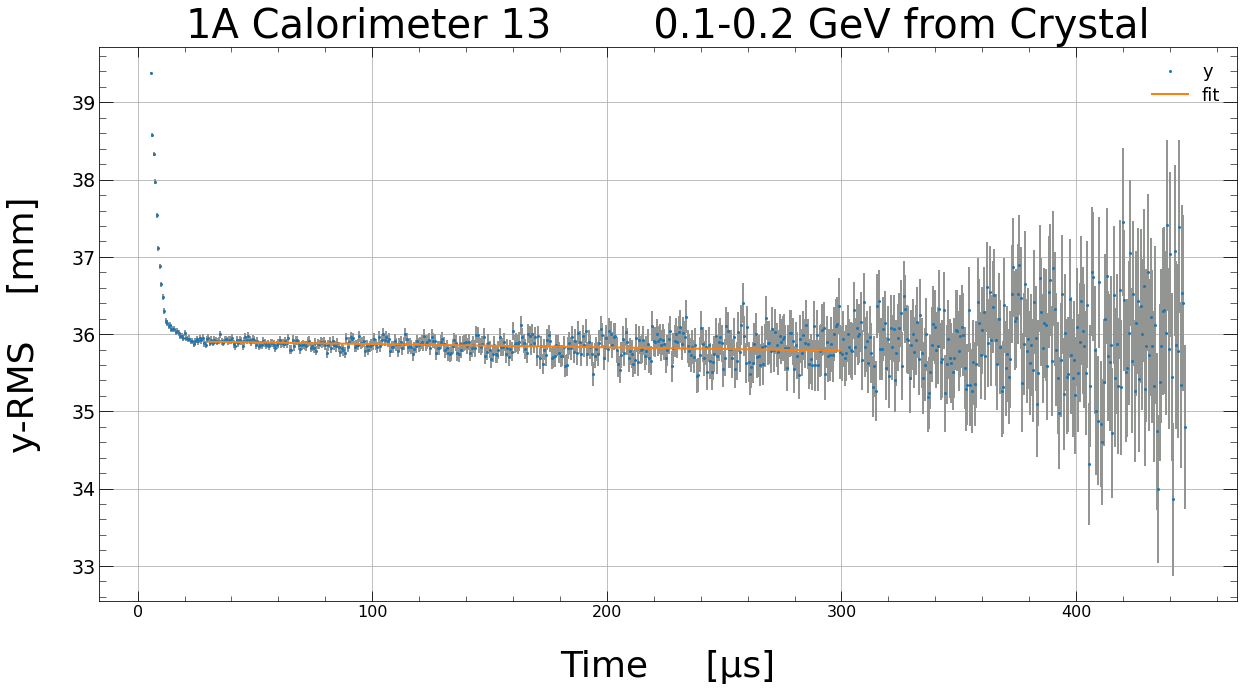 1A Calorimeter 13 0.1-0.2 GeV from Crystal
y
fit
39
38
37
36
35
34
33
y-RMS [mm]
0 100 200 300 400
Time [μs]